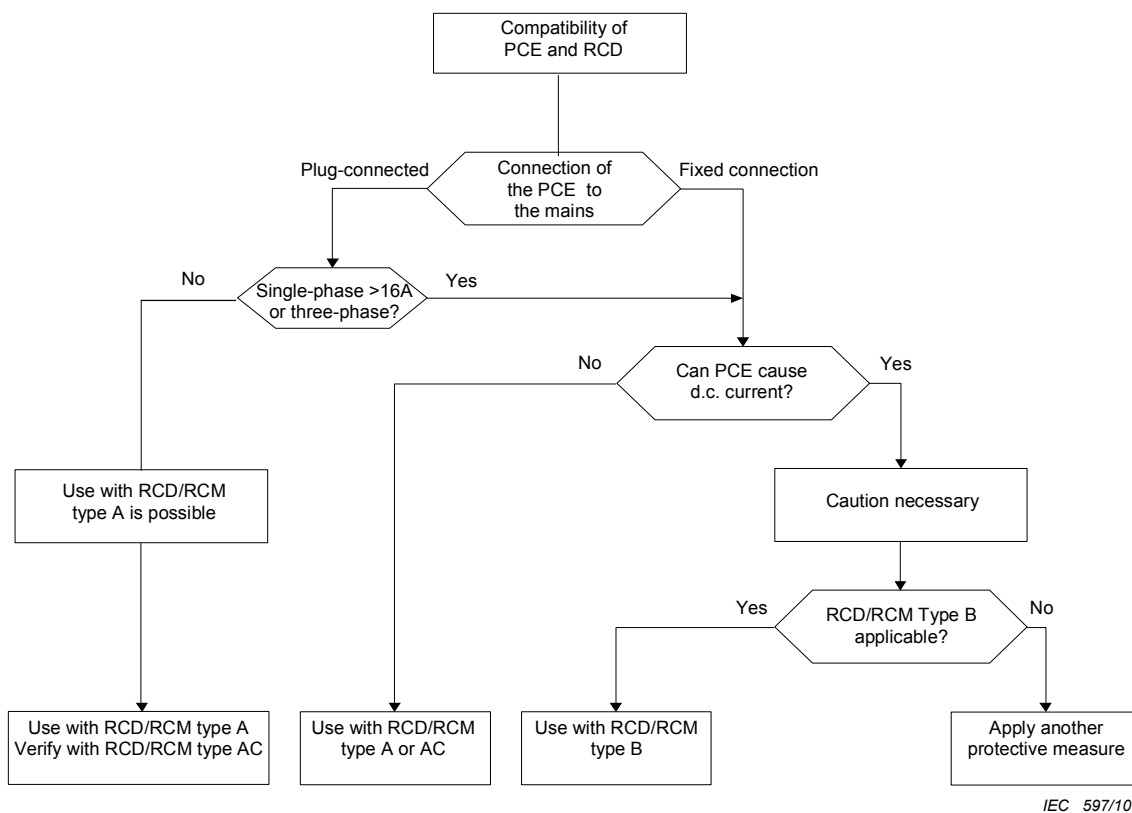 Compatibility of
PCE and RCD
Plug-connected
Connection of
the PCE to
the mains
Fixed connection
No
Single-phase >16A
or three-phase?
Yes
No
Can PCE cause
d.c. current?
Yes
Use with RCD/RCM
type A is possible
Caution necessary
Yes
RCD/RCM Type B
applicable?
No
Use with RCD/RCM type A
Verify with RCD/RCM type AC
Use with RCD/RCM
type A or AC
Use with RCD/RCM
type B
Apply another
protective measure
IEC 597/10